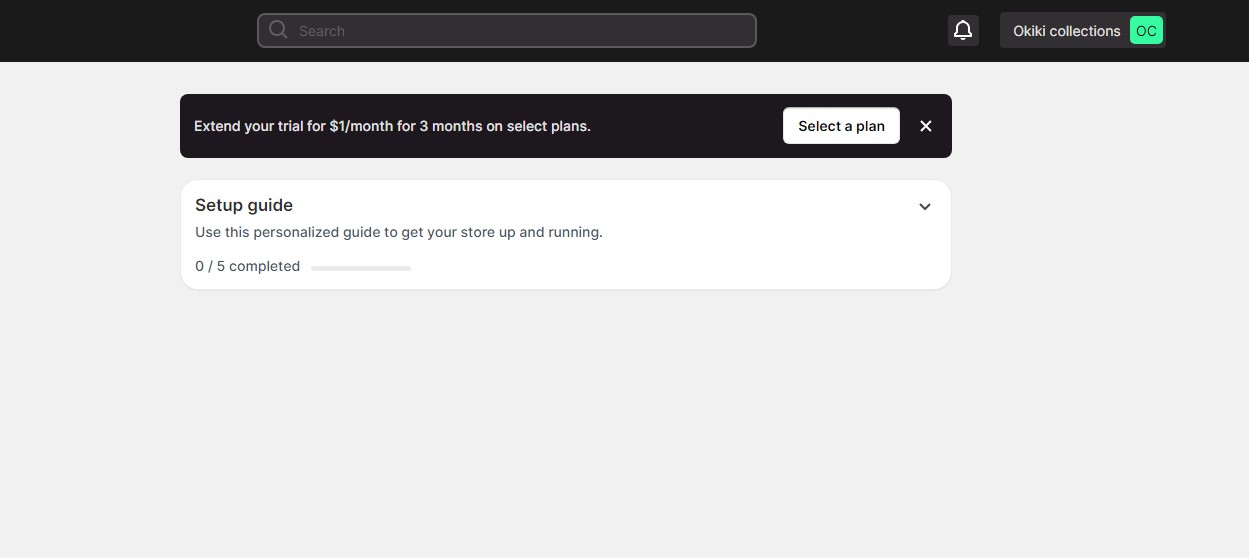 Search
Okiki collections OC
Extend your trial for $1/month for 3 months on select plans.
Select a plan
Setup guide
Use this personalized guide to get your store up and running.
0 / 5 completed